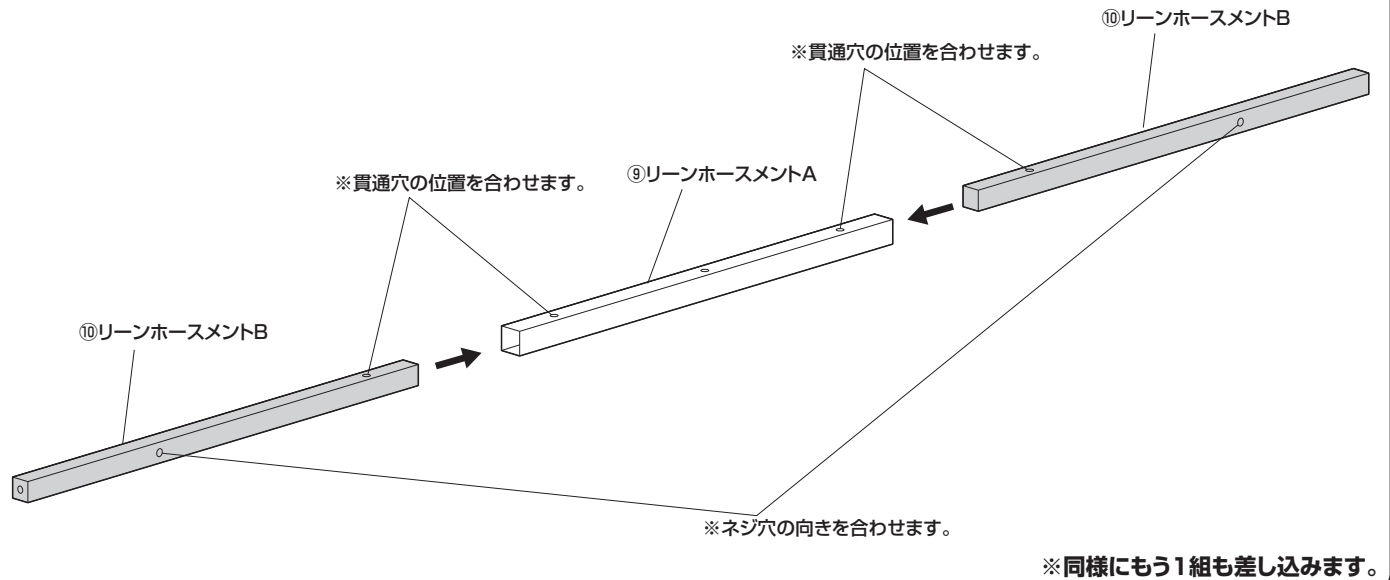 ⑩リーンホースメントB
※貫通穴の位置を合わせます。
⑨リーンホースメントA
※貫通穴の位置を合わせます。
⑩リーンホースメントB
※ネジ穴の向きを合わせます。
※同様にもう1組も差し込みます。